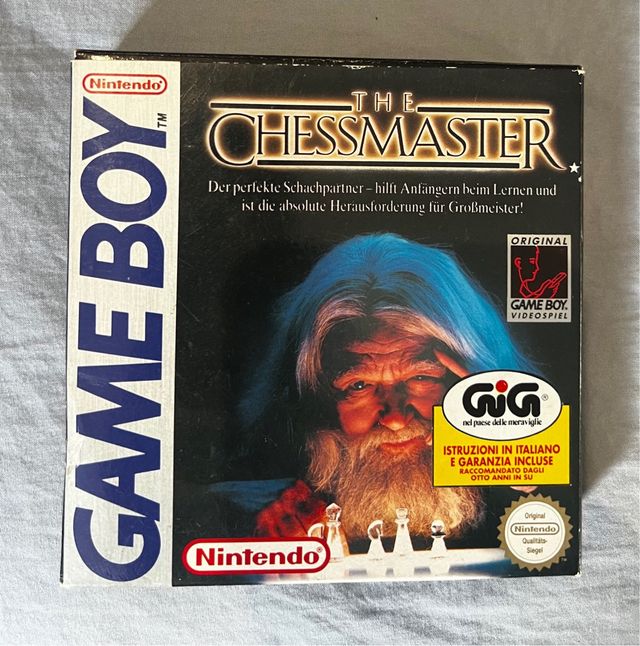 Nintendo®
GAME BOY™
THE
CHESSMASTER
Der perfekte Schachpartner – hilft Anfängern beim Lernen und
ist die absolute Herausforderung für Großmeister!
ORIGINAL
GAME BOY
VIDEOSPIEL
GiG®
nel paese delle meraviglie
ISTRUZIONI IN ITALIANO
E GARANZIA INCLUSE
RACCOMANDATO DAGLI
OTTO ANNI IN SU
Nintendo®
Original
Nintendo
Qualitäts-
Siegel